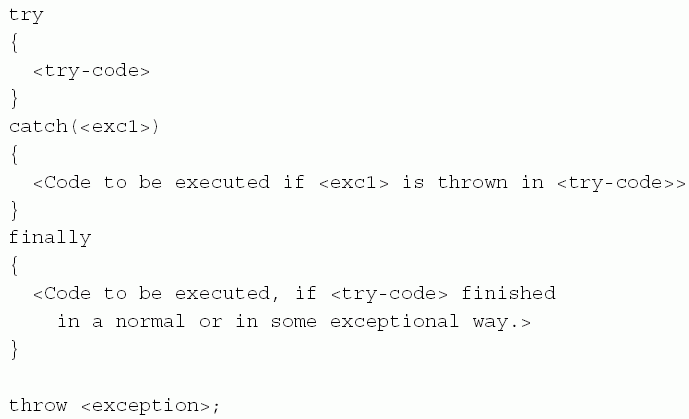 try
{
  <try-code>
}
catch(<exc1>)
{
  <Code to be executed if <exc1> is thrown in <try-code>>
}
finally
{
  <Code to be executed, if <try-code> finished
    in a normal or in some exceptional way.>
}

throw <exception>;